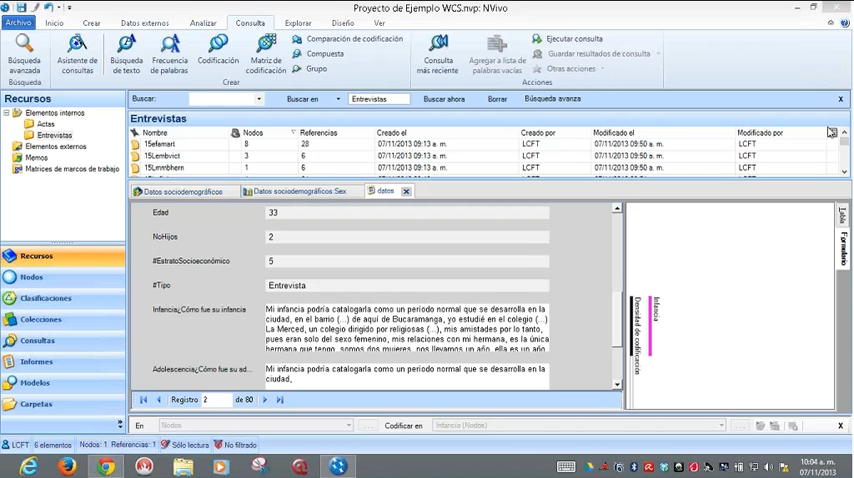 Proyecto de Ejemplo WCS.nvp: NVivo
Archivo Inicio Crear Datos externos Analizar Consulta Explorar Diseño Ver
Búsqueda avanzada
Asistente de consultas
Búsqueda de texto
Frecuencia de palabras
Codificación
Matriz de codificación
Comparación de codificación
Compuesta
Grupo
Consulta más reciente
Agregar a lista de palabras vacías
Ejecutar consulta
Guardar resultados de consulta
Otras acciones
Búsqueda Crear Acciones
Recursos
Elementos internos
Actas
Entrevistas
Elementos externos
Memos
Matrices de marcos de trabajo
Buscar: Buscar en Entrevistas Buscar ahora Borrar Búsqueda avanza
Entrevistas
Nombre Nodos Referencias Creado el Creado por Modificado el Modificado por
15efamart 8 28 07/11/2013 09:13 a. m. LCFT 07/11/2013 09:50 a. m. LCFT
15Lembvict 3 6 07/11/2013 09:13 a. m. LCFT 07/11/2013 09:50 a. m. LCFT
15Lmmbhern 1 6 07/11/2013 09:13 a. m. LCFT 07/11/2013 09:50 a. m. LCFT
Datos sociodemográficos Datos sociodemográficos:Sex datos
Edad 33
NoHijos 2
#EstratoSocioeconómico 5
#Tipo Entrevista
Infancia¿Cómo fue su infancia
Mi infancia podría catalogarla como un período normal que se desarrolla en la
ciudad, en el barrio (...) de aquí de Bucaramanga, yo estudié en el colegio (...)
La Merced, un colegio dirigido por religiosas (...), mis amistades por lo tanto,
pues eran solo del sexo femenino, mis relaciones con mi hermana, es la única
hermana que tengo, somos dos mujeres, nos llevamos un año, ella es un año
Adolescencia¿Cómo fue su ad...
Mi infancia podría catalogarla como un período normal que se desarrolla en la
ciudad,
Registro 2 de 80
Densidad de codificación
Infancia
Tabla
Formulario
Recursos
Nodos
Clasificaciones
Colecciones
Consultas
Informes
Modelos
Carpetas
En Nodos ... Codificar en Infancia (Nodos) ...
LCFT 6 elementos Nodos: 1 Referencias: 1 Sólo lectura No filtrado
10:04 a. m.
07/11/2013